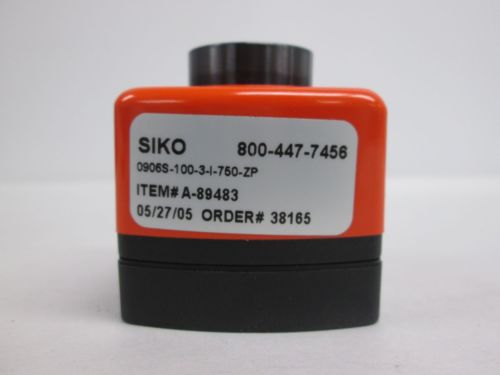 SIKO 800-447-7456
0906S-100-3-I-750-ZP
ITEM# A-89483
05/27/05 ORDER# 38165